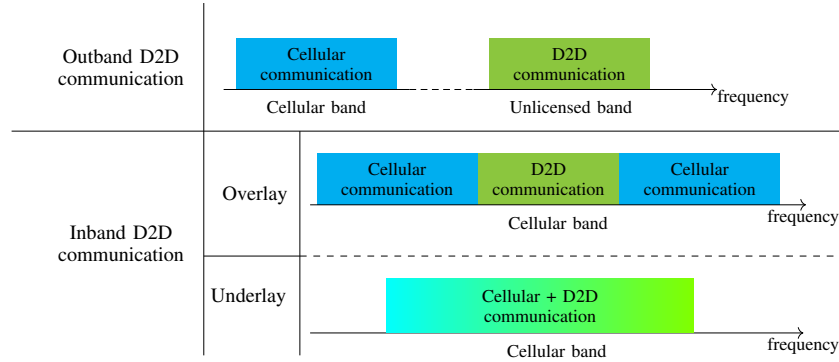 Outband D2D
communication
Cellular
communication
D2D
communication
frequency
Cellular band
Unlicensed band
Inband D2D
communication
Overlay
Cellular
communication
D2D
communication
Cellular
communication
frequency
Cellular band
Underlay
Cellular + D2D
communication
frequency
Cellular band